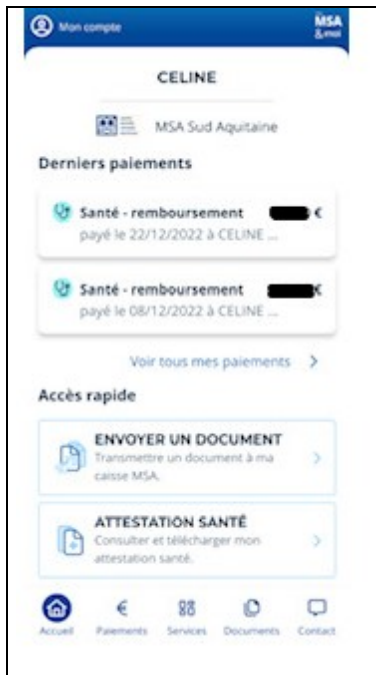 Mon compte
MSA
& moi
CELINE
MSA Sud Aquitaine
Derniers paiements
Santé - remboursement €
payé le 22/12/2022 à CELINE ...
Santé - remboursement €
payé le 08/12/2022 à CELINE ...
Voir tous mes paiements
Accès rapide
ENVOYER UN DOCUMENT
Transmettre un document à ma
caisse MSA.
ATTESTATION SANTÉ
Consulter et télécharger mon
attestation santé.
Accueil Paiements Services Documents Contact